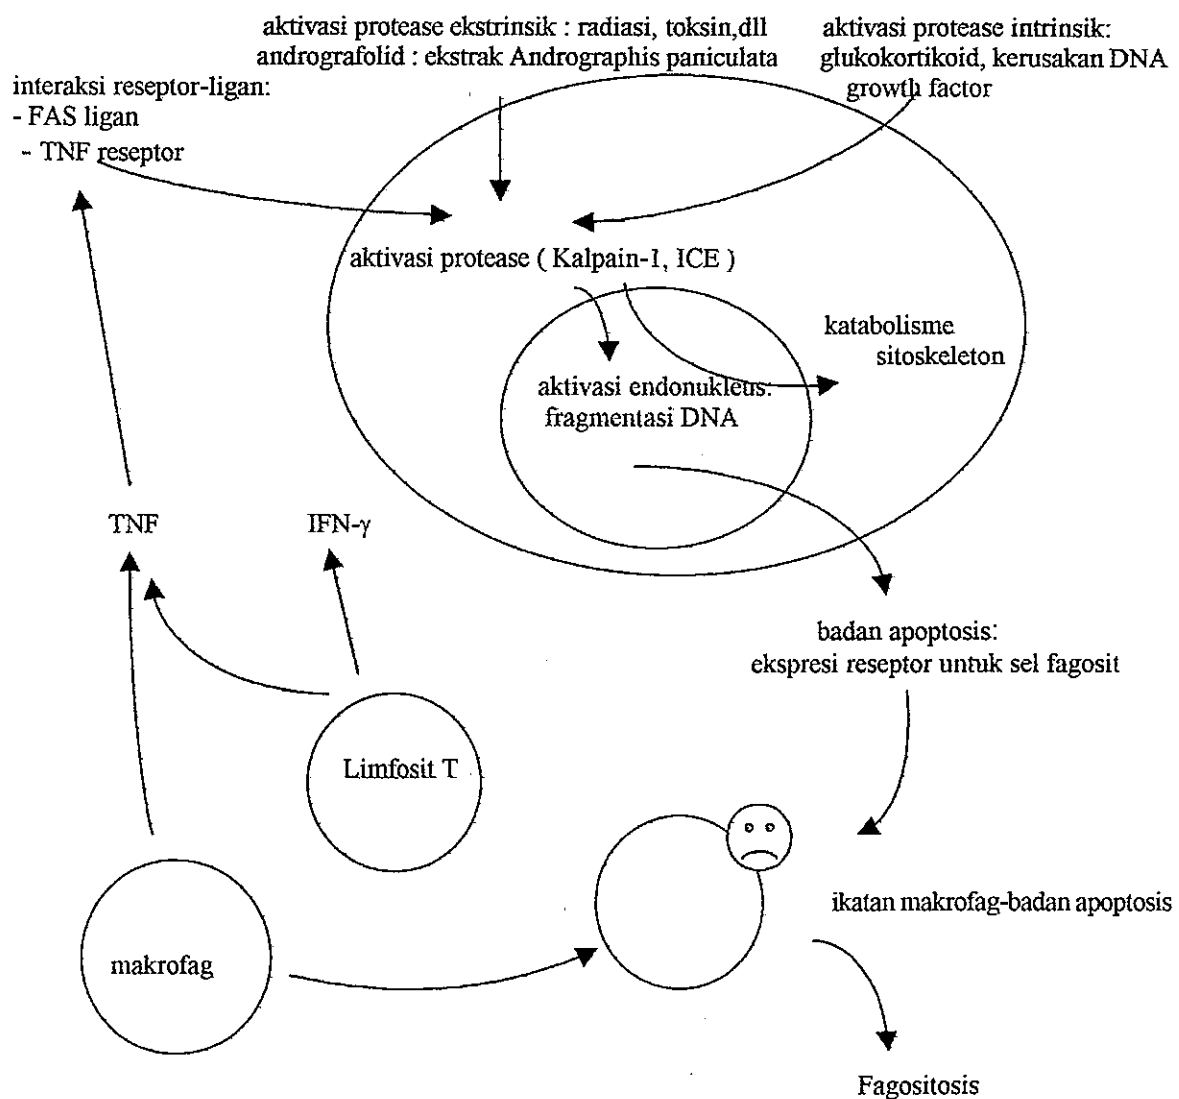 aktivasi protease ekstrinsik : radiasi, toksin,dll
andrografolid : ekstrak Andrographis paniculata
aktivasi protease intrinsik:
glukokortikoid, kerusakan DNA
growth factor
interaksi reseptor-ligan:
- FAS ligan
- TNF reseptor
aktivasi protease ( Kalpain-1, ICE )
katabolisme
sitoskeleton
aktivasi endonukleus:
fragmentasi DNA
TNF
IFN-γ
badan apoptosis:
ekspresi reseptor untuk sel fagosit
Limfosit T
ikatan makrofag-badan apoptosis
makrofag
Fagositosis